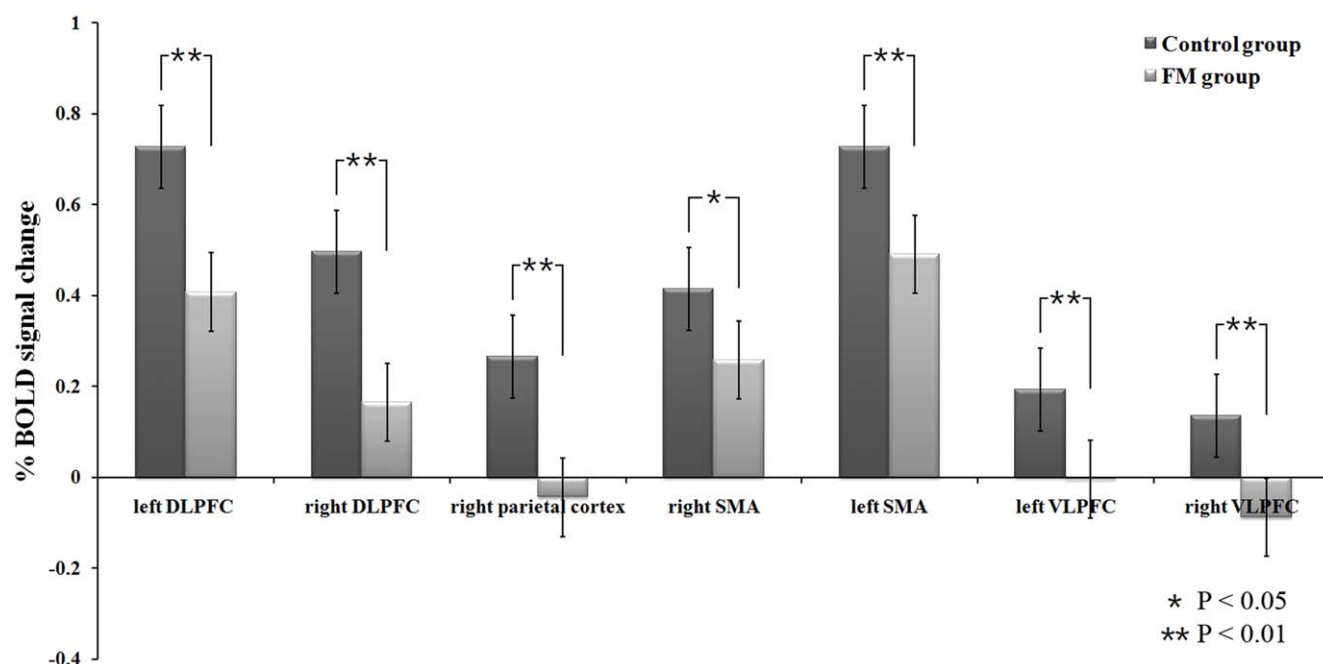 1
0.8
0.6
0.4
0.2
0
-0.2
-0.4
% BOLD signal change
Control group
FM group
**
**
**
*
**
**
**
left DLPFC
right DLPFC
right parietal cortex
right SMA
left SMA
left VLPFC
right VLPFC
* P < 0.05
** P < 0.01